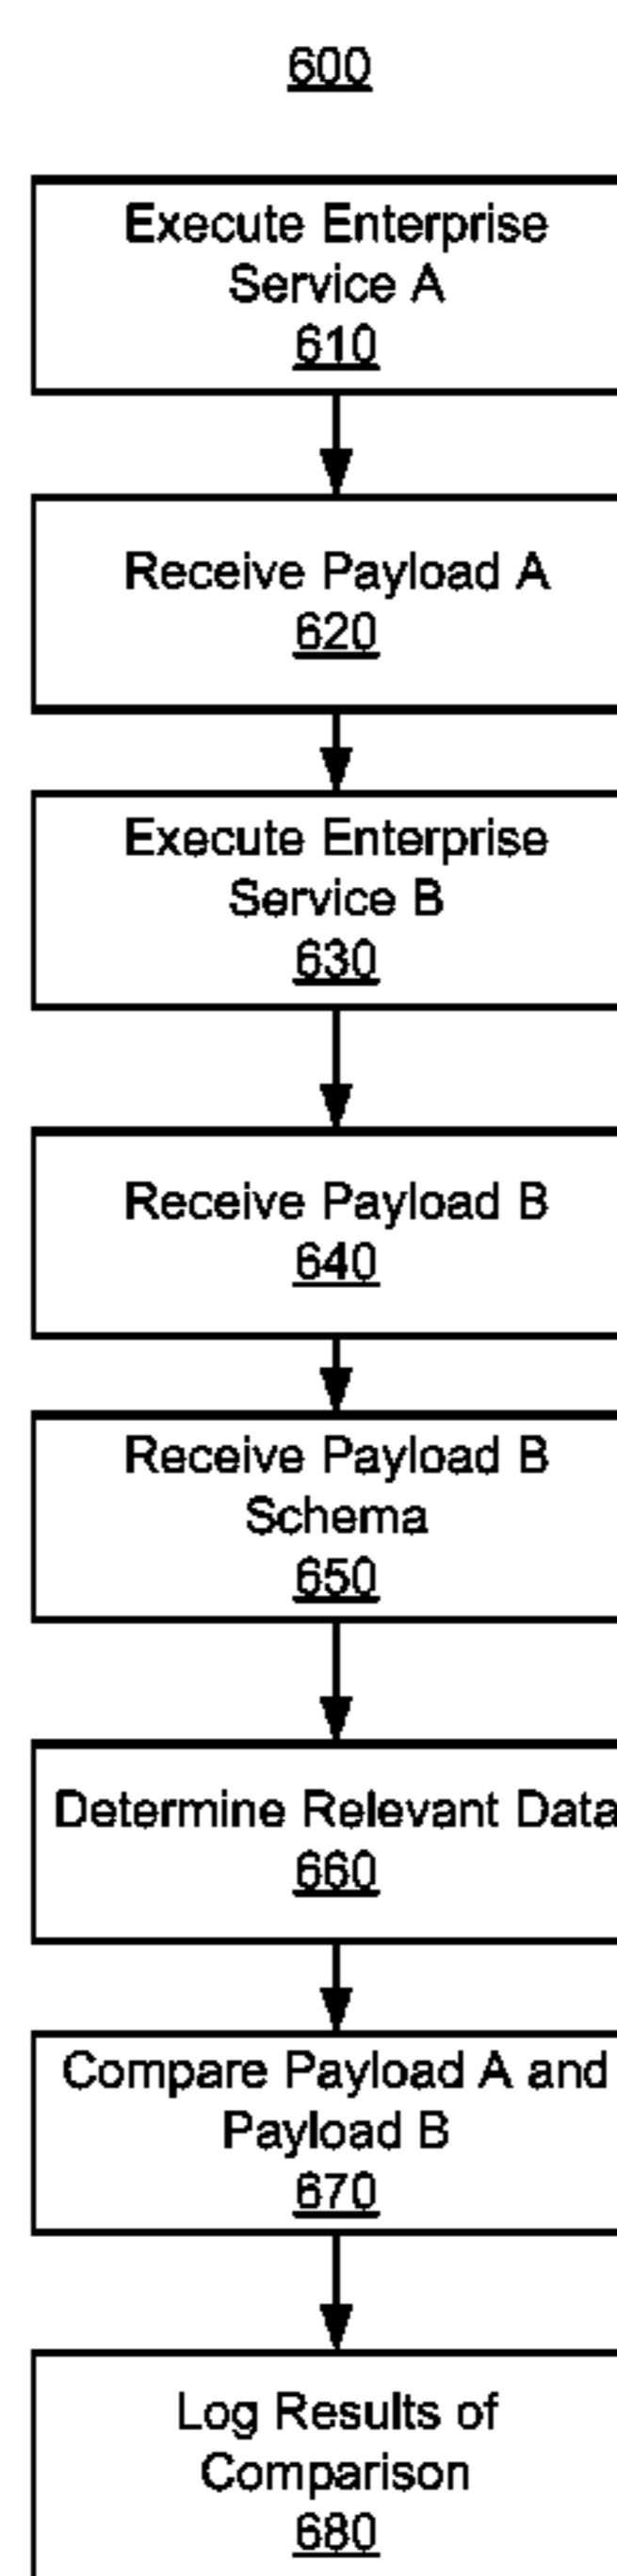 600
Execute Enterprise
Service A
610
Receive Payload A
620
Execute Enterprise
Service B
630
Receive Payload B
640
Receive Payload B
Schema
650
Determine Relevant Data
660
Compare Payload A and
Payload B
670
Log Results of
Comparison
680